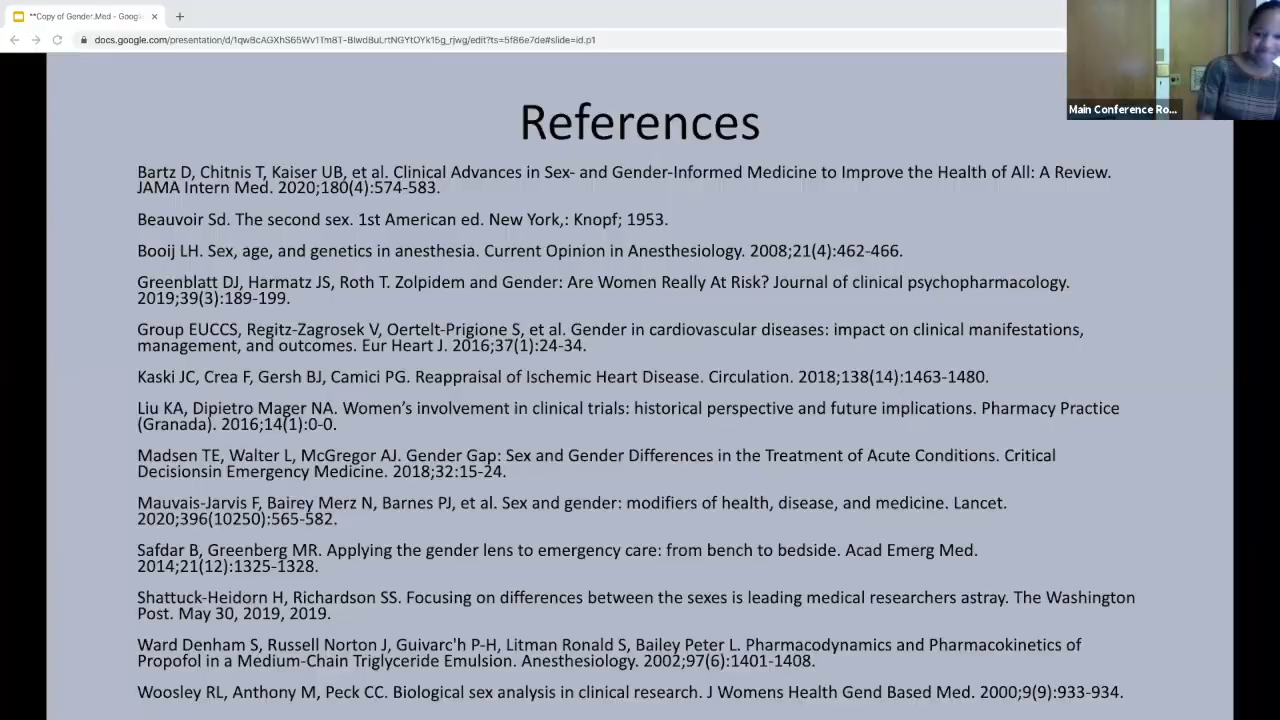 **Copy of Gender.Med - Goog
docs.google.com/presentation/d/1qwBcAGXhS65Wv1Tm8T-BIwdBuLrtNGYtOYk15g_rjwg/edit?ts=5f86e7de#slide=id.p1
Main Conference Ro...
References
Bartz D, Chitnis T, Kaiser UB, et al. Clinical Advances in Sex- and Gender-Informed Medicine to Improve the Health of All: A Review.
JAMA Intern Med. 2020;180(4):574-583.
Beauvoir Sd. The second sex. 1st American ed. New York,: Knopf; 1953.
Booij LH. Sex, age, and genetics in anesthesia. Current Opinion in Anesthesiology. 2008;21(4):462-466.
Greenblatt DJ, Harmatz JS, Roth T. Zolpidem and Gender: Are Women Really At Risk? Journal of clinical psychopharmacology.
2019;39(3):189-199.
Group EUCCS, Regitz-Zagrosek V, Oertelt-Prigione S, et al. Gender in cardiovascular diseases: impact on clinical manifestations,
management, and outcomes. Eur Heart J. 2016;37(1):24-34.
Kaski JC, Crea F, Gersh BJ, Camici PG. Reappraisal of Ischemic Heart Disease. Circulation. 2018;138(14):1463-1480.
Liu KA, Dipietro Mager NA. Women's involvement in clinical trials: historical perspective and future implications. Pharmacy Practice
(Granada). 2016;14(1):0-0.
Madsen TE, Walter L, McGregor AJ. Gender Gap: Sex and Gender Differences in the Treatment of Acute Conditions. Critical
Decisionsin Emergency Medicine. 2018;32:15-24.
Mauvais-Jarvis F, Bairey Merz N, Barnes PJ, et al. Sex and gender: modifiers of health, disease, and medicine. Lancet.
2020;396(10250):565-582.
Safdar B, Greenberg MR. Applying the gender lens to emergency care: from bench to bedside. Acad Emerg Med.
2014;21(12):1325-1328.
Shattuck-Heidorn H, Richardson SS. Focusing on differences between the sexes is leading medical researchers astray. The Washington
Post. May 30, 2019, 2019.
Ward Denham S, Russell Norton J, Guivarc'h P-H, Litman Ronald S, Bailey Peter L. Pharmacodynamics and Pharmacokinetics of
Propofol in a Medium-Chain Triglyceride Emulsion. Anesthesiology. 2002;97(6):1401-1408.
Woosley RL, Anthony M, Peck CC. Biological sex analysis in clinical research. J Womens Health Gend Based Med. 2000;9(9):933-934.